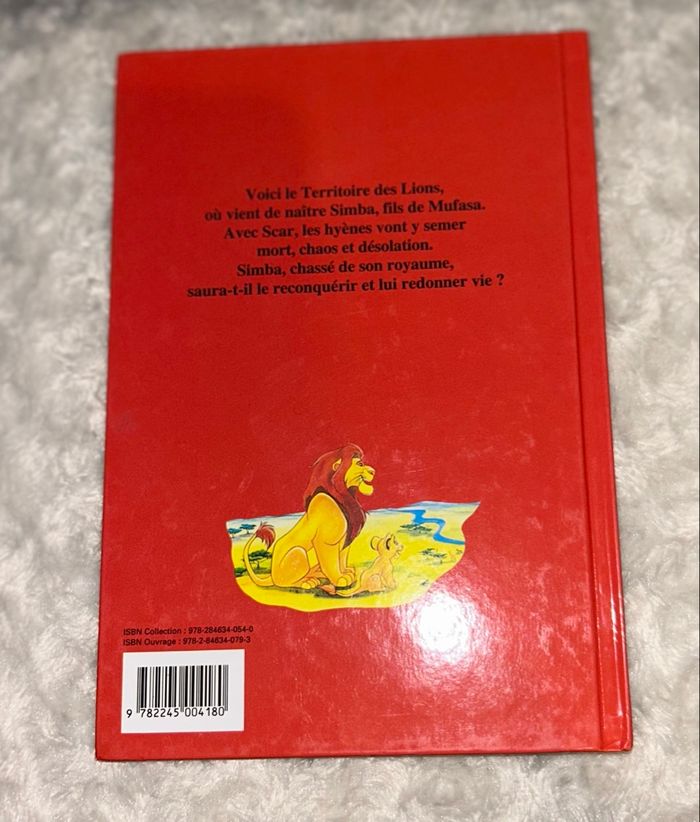 Voici le Territoire des Lions,
où vient de naître Simba, fils de Mufasa.
Avec Scar, les hyènes vont y semer
mort, chaos et désolation.
Simba, chassé de son royaume,
saura-t-il le reconquérir et lui redonner vie ?
ISBN Collection : 978-284634-054-0
ISBN Ouvrage : 978-2-84634-079-3
9 782245 004180